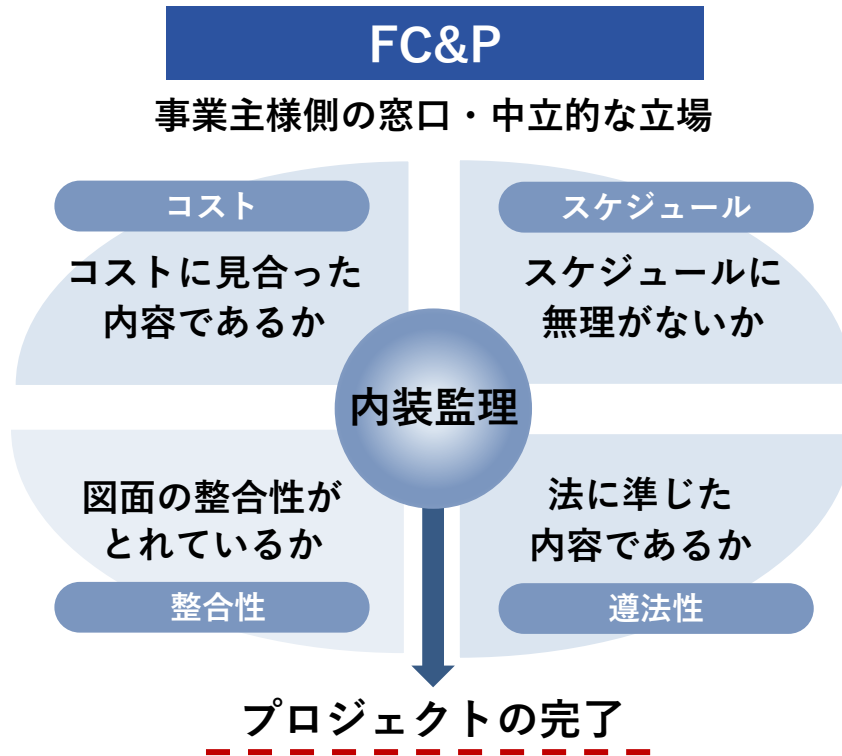 FC&P
事業主様側の窓口・中立的な立場
コスト
コストに見合った
内容であるか
スケジュール
スケジュールに
無理がないか
内装監理
図面の整合性が
とれているか
整合性
法に準じた
内容であるか
遵法性
プロジェクトの完了